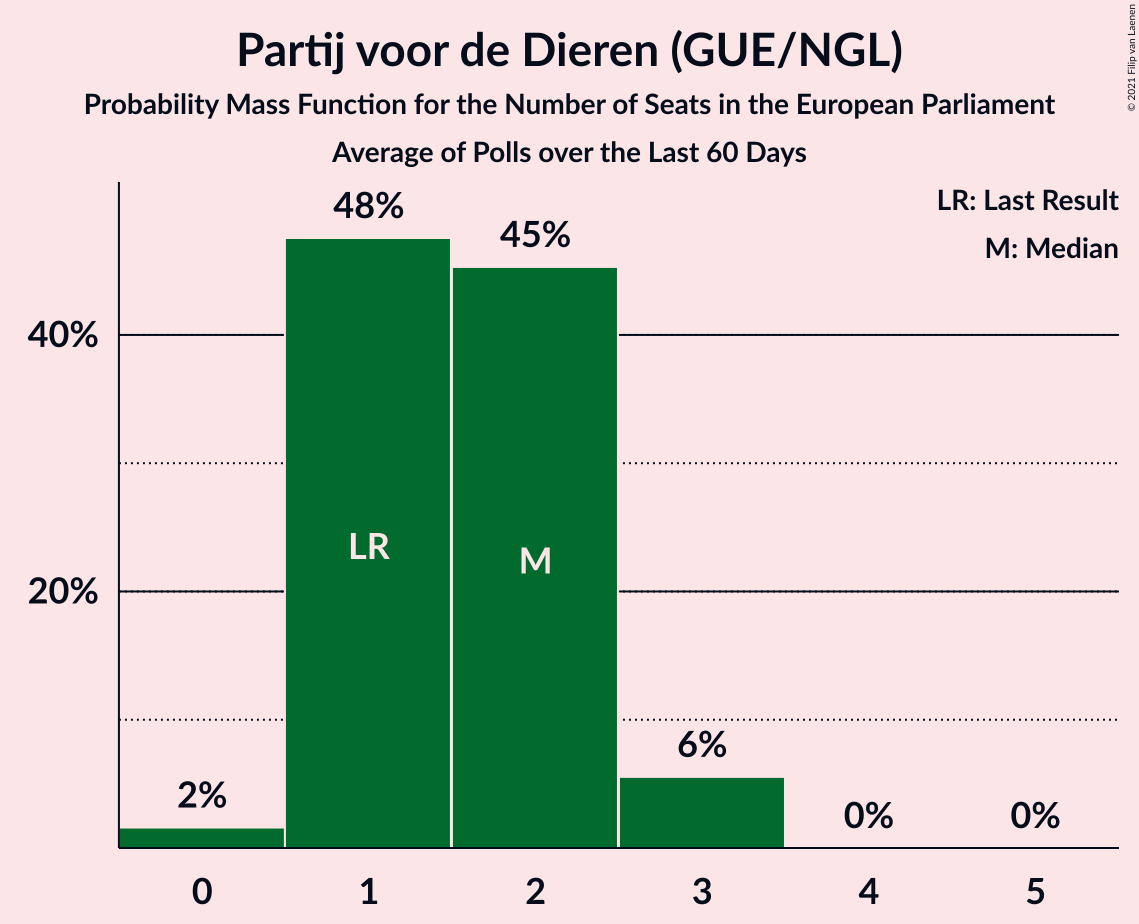 Partij voor de Dieren (GUE/NGL)
Probability Mass Function for the Number of Seats in the European Parliament
Average of Polls over the Last 60 Days
© 2021 Filip van Laenen
LR: Last Result
M: Median
48%
45%
40%
LR
M
20%
6%
2%
0%
0%
0 1 2 3 4 5